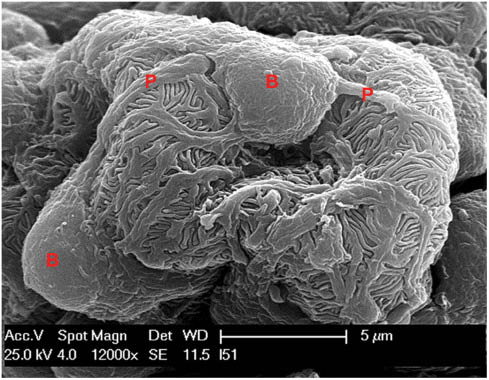 B
P
P
B
Acc.V Spot Magn Det WD 5 µm
25.0 kV 4.0 12000x SE 11.5 I51